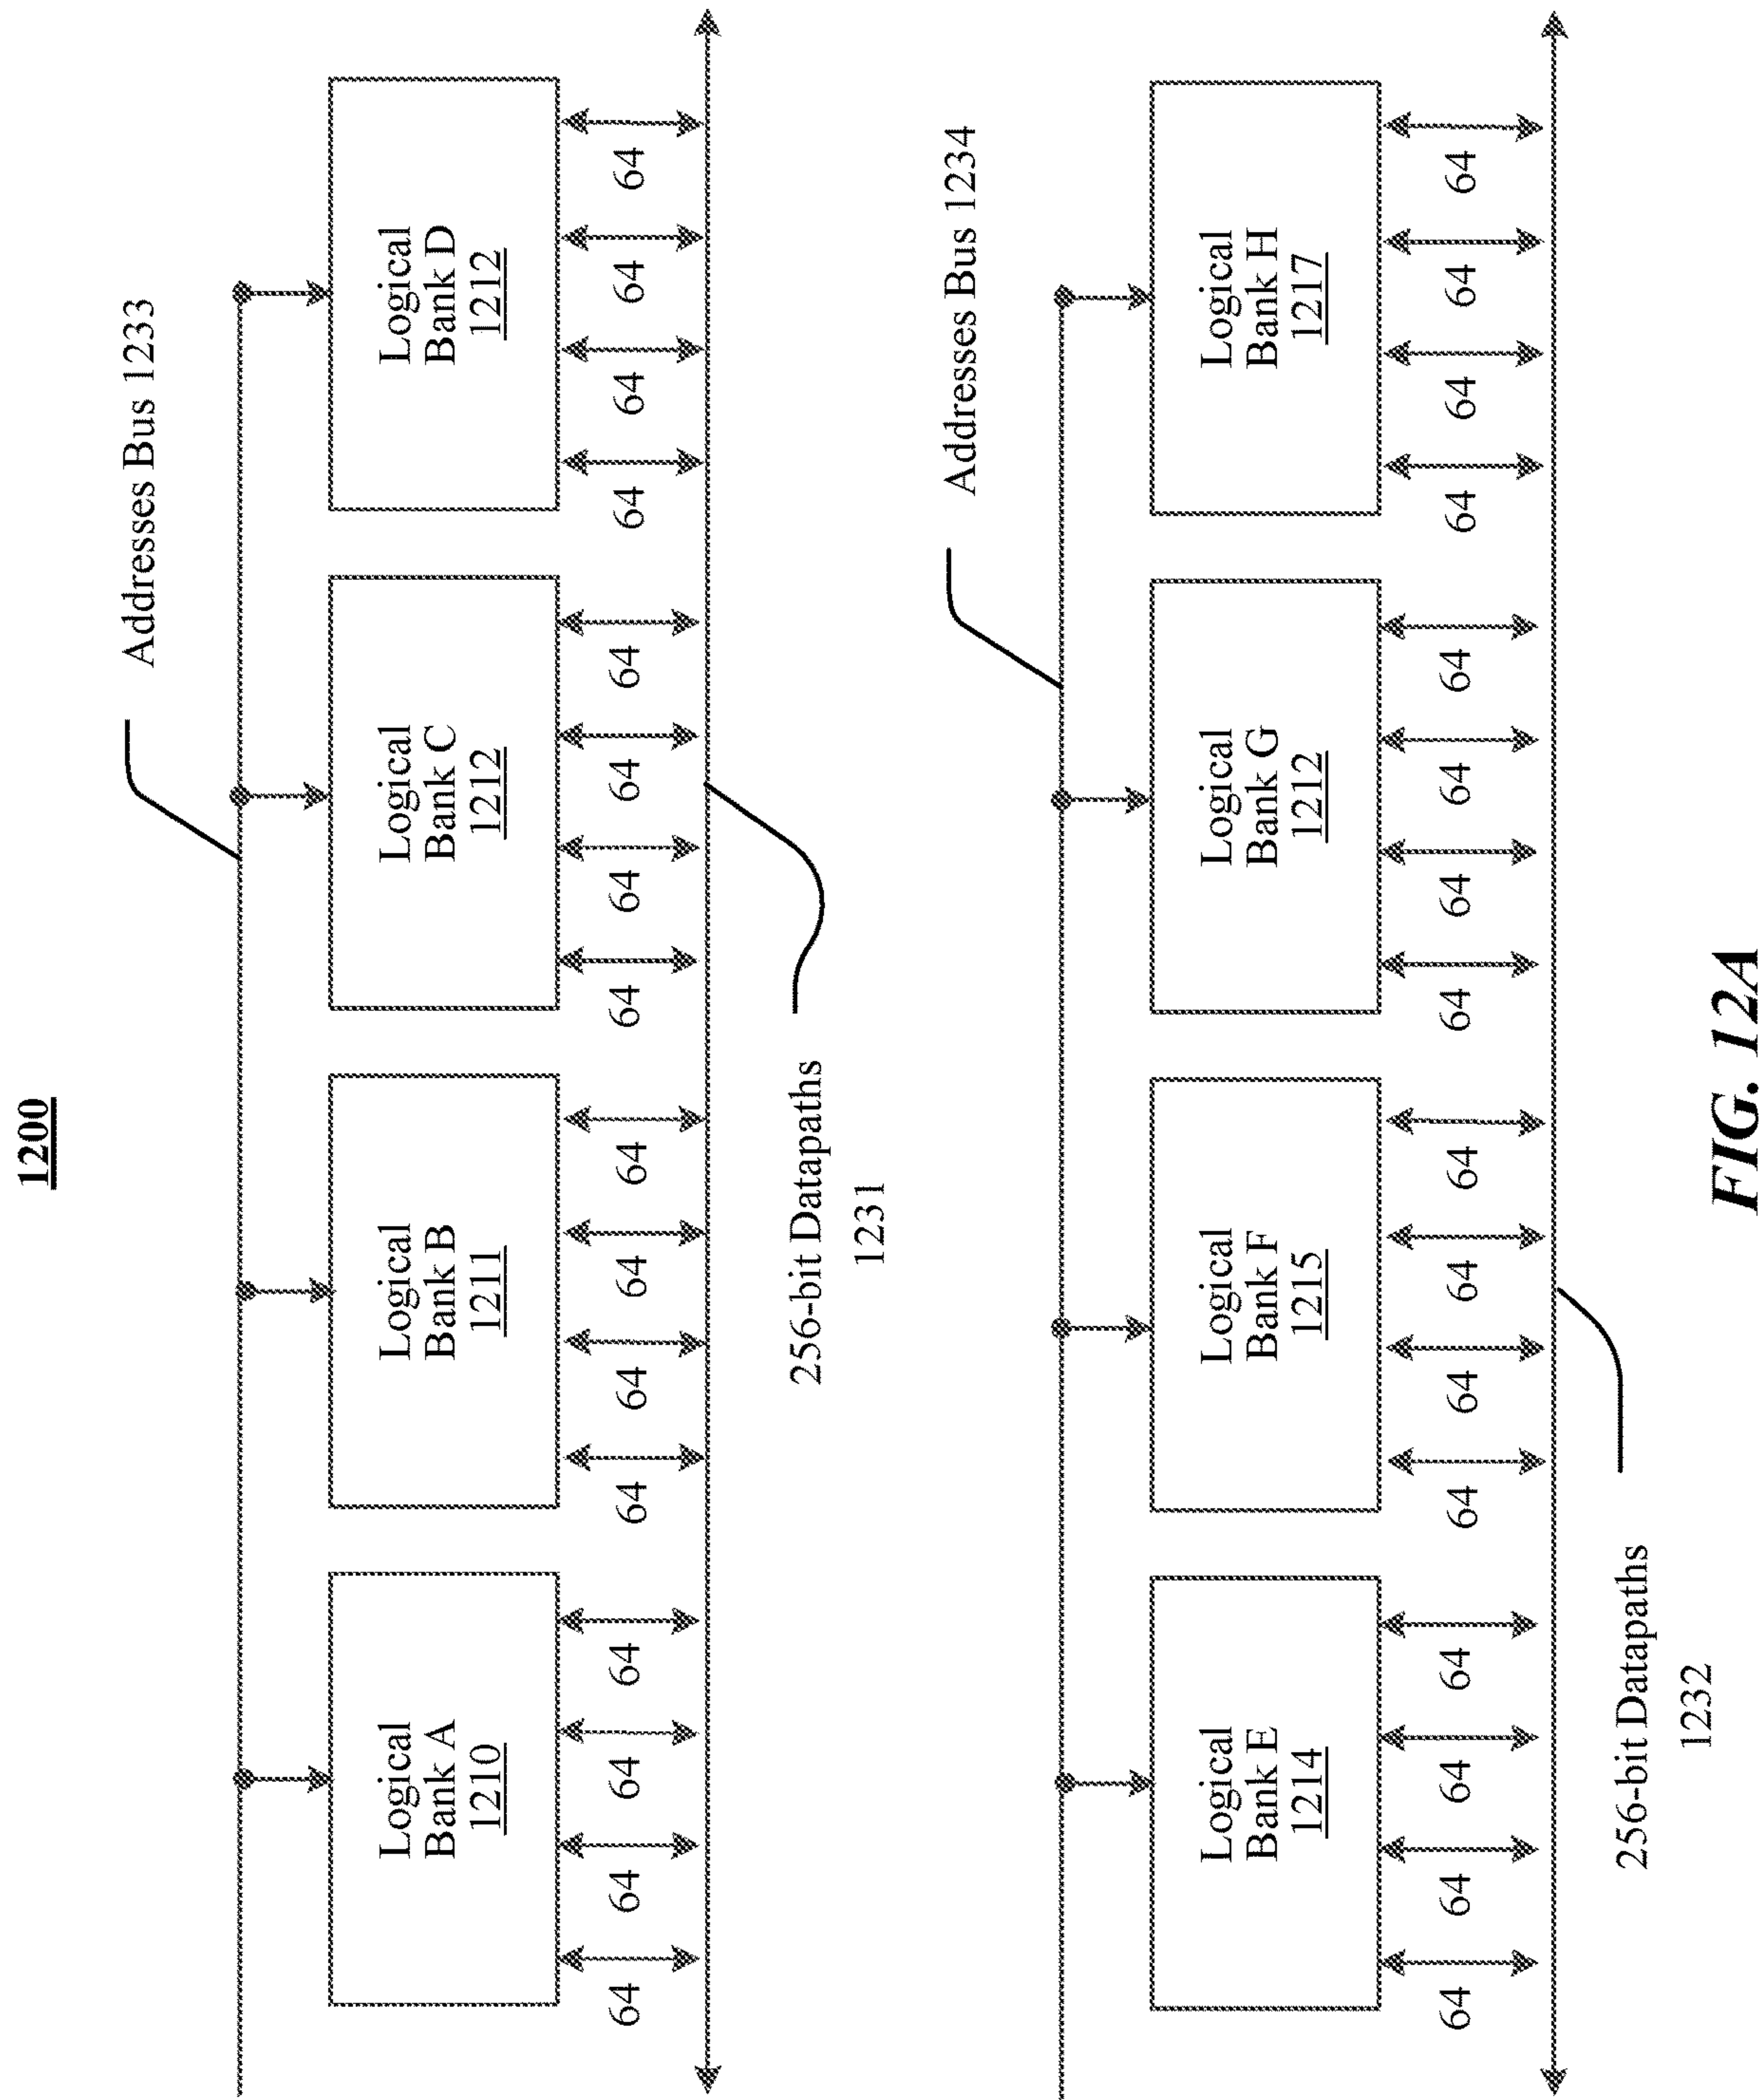 1200
Addresses Bus 1233
Logical
Bank A
1210
Logical
Bank B
1211
Logical
Bank C
1212
Logical
Bank D
1212
64 64 64 64 64 64 64 64 64 64 64 64 64 64 64 64
256-bit Datapaths
1231
Addresses Bus 1234
Logical
Bank E
1214
Logical
Bank F
1215
Logical
Bank G
1212
Logical
Bank H
1217
64 64 64 64 64 64 64 64 64 64 64 64 64 64 64 64
256-bit Datapaths
1232
FIG. 12A